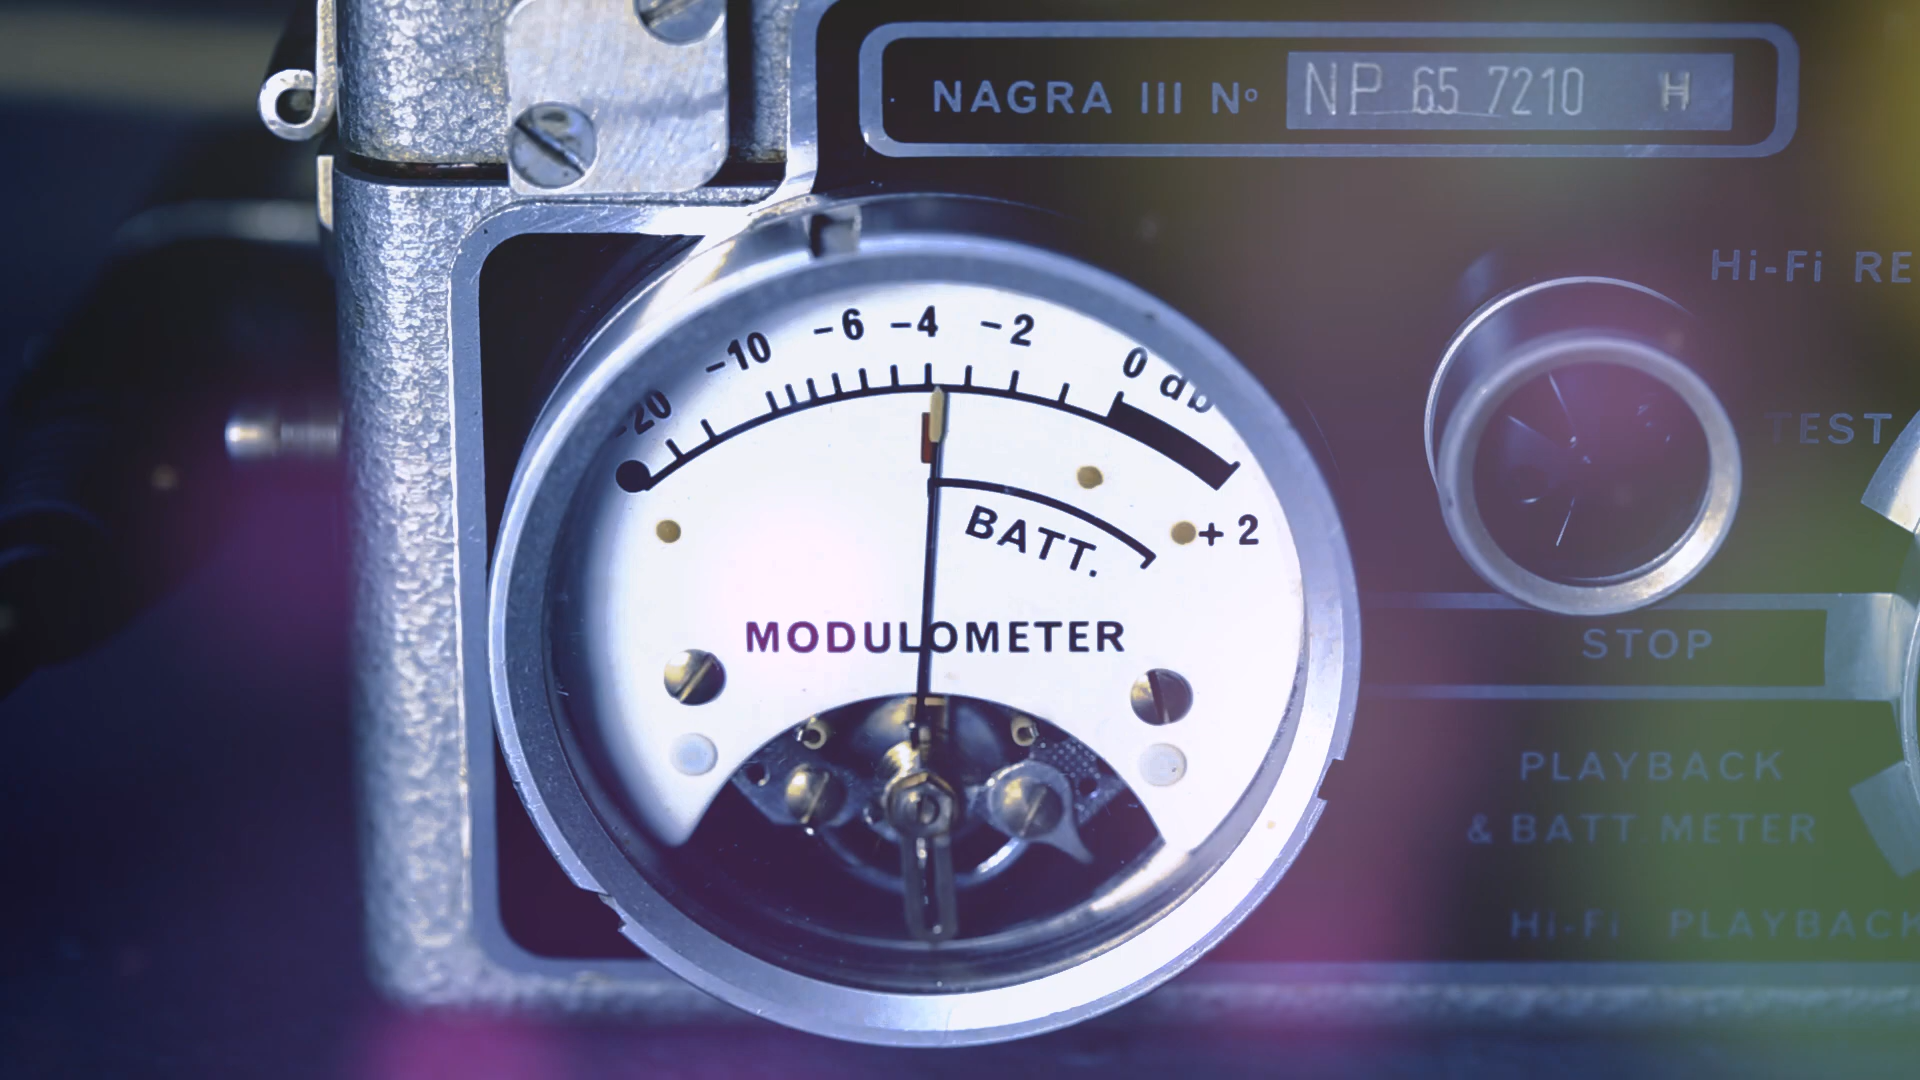 NAGRA III Nº NP 65 7210 H
Hi-Fi RE
-20 -10 -6 -4 -2 0 db
TEST
BATT. +2
MODULOMETER
STOP
PLAYBACK
& BATT. METER
Hi-Fi PLAYBACK